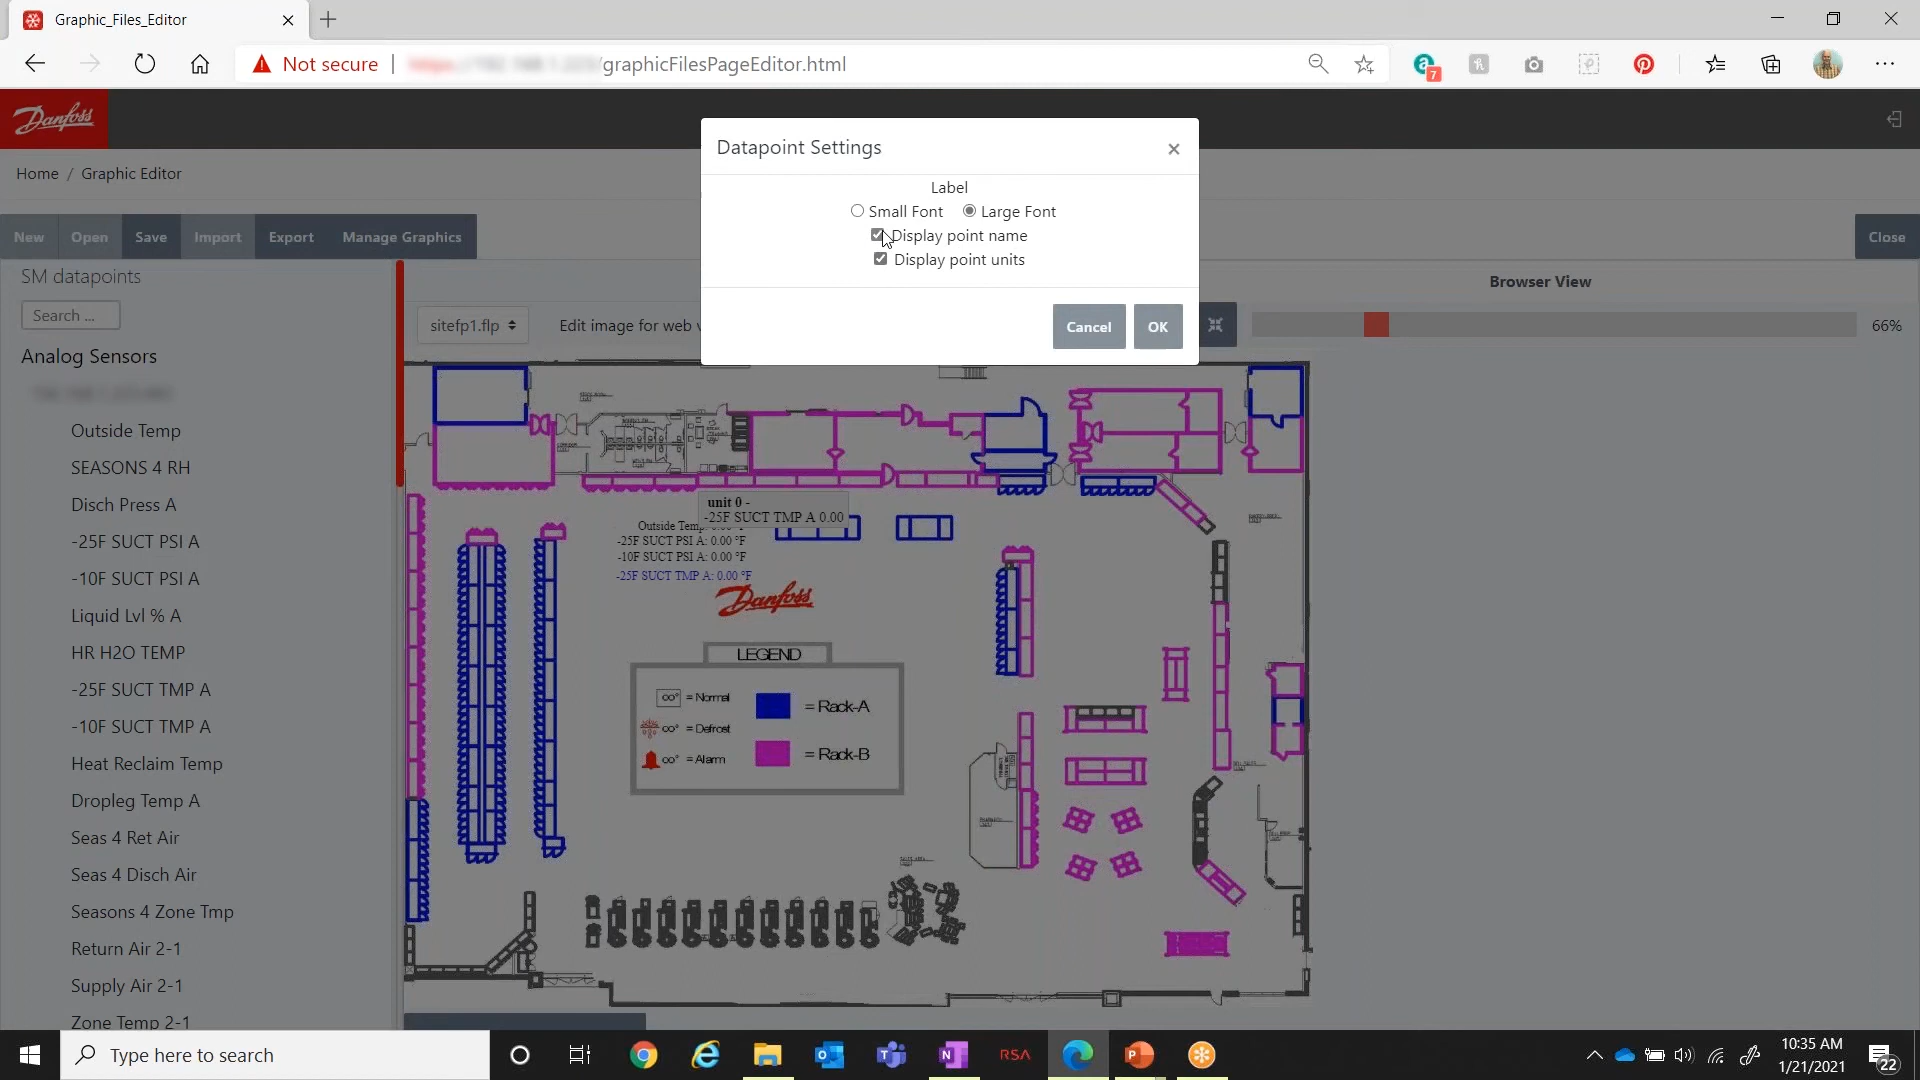 Graphic_Files_Editor
Not secure
/graphicFilesPageEditor.html
7
Danfoss
Home / Graphic Editor
New Open Save Import Export Manage Graphics
Close
Datapoint Settings
Label
Small Font Large Font
Display point name
Display point units
Cancel OK
SM datapoints
Search ...
Analog Sensors
Outside Temp
SEASONS 4 RH
Disch Press A
-25F SUCT PSI A
-10F SUCT PSI A
Liquid Lvl % A
HR H2O TEMP
-25F SUCT TMP A
-10F SUCT TMP A
Heat Reclaim Temp
Dropleg Temp A
Seas 4 Ret Air
Seas 4 Disch Air
Seasons 4 Zone Tmp
Return Air 2-1
Supply Air 2-1
Zone Temp 2-1
Browser View
sitefp1.flp
Edit image for web
66%
unit 0 -
-25F SUCT TMP A 0.00
Outside Temp
-25F SUCT PSI A: 0.00 °F
-10F SUCT PSI A: 0.00 °F
-25F SUCT TMP A: 0.00 °F
Danfoss
LEGEND
oo° = Normal
oo° = Defrost
oo° = Alarm
= Rack-A
= Rack-B
Type here to search
RSA
10:35 AM
1/21/2021
22